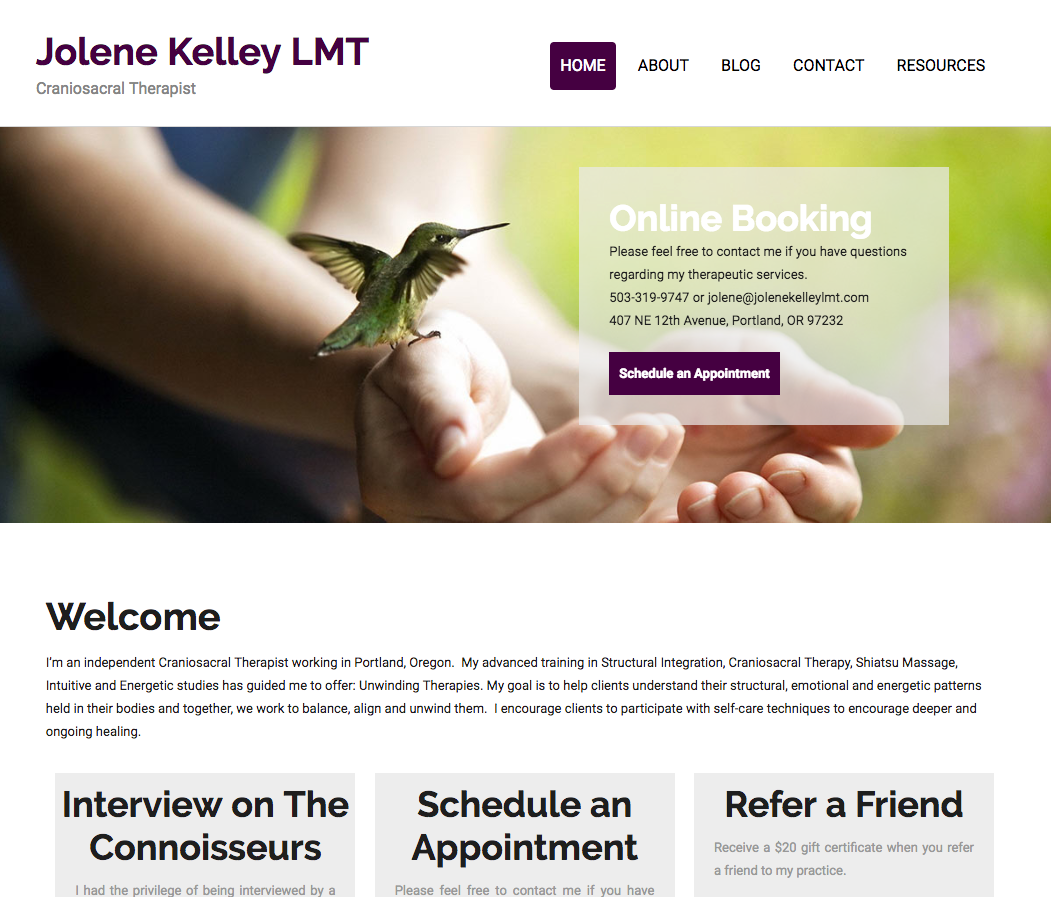 Jolene Kelley LMT
Craniosacral Therapist
HOME ABOUT BLOG CONTACT RESOURCES
Online Booking
Please feel free to contact me if you have questions
regarding my therapeutic services.
503-319-9747 or jolene@jolenekelleylmt.com
407 NE 12th Avenue, Portland, OR 97232
Schedule an Appointment
Welcome
I'm an independent Craniosacral Therapist working in Portland, Oregon.  My advanced training in Structural Integration, Craniosacral Therapy, Shiatsu Massage,
Intuitive and Energetic studies has guided me to offer: Unwinding Therapies. My goal is to help clients understand their structural, emotional and energetic patterns
held in their bodies and together, we work to balance, align and unwind them.  I encourage clients to participate with self-care techniques to encourage deeper and
ongoing healing.
Interview on The
Connoisseurs
I had the privilege of being interviewed by a
Schedule an
Appointment
Please feel free to contact me if you have
Refer a Friend
Receive a $20 gift certificate when you refer
a friend to my practice.